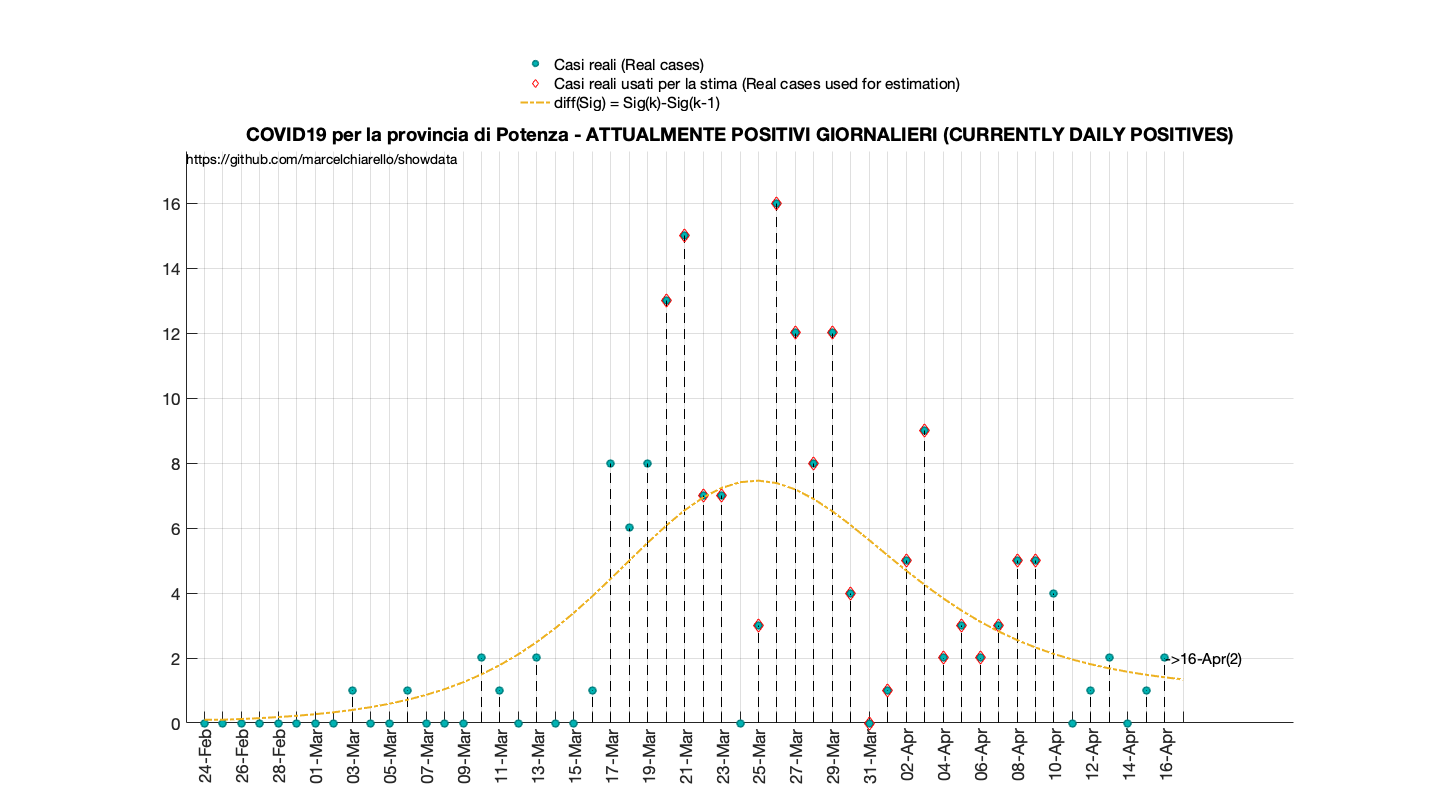 Casi reali (Real cases)
Casi reali usati per la stima (Real cases used for estimation)
diff(Sig) = Sig(k)-Sig(k-1)
COVID19 per la provincia di Potenza - ATTUALMENTE POSITIVI GIORNALIERI (CURRENTLY DAILY POSITIVES)
https://github.com/marcelchiarello/showdata
16
14
12
10
8
6
4
2
0
->16-Apr(2)
24-Feb
26-Feb
28-Feb
01-Mar
03-Mar
05-Mar
07-Mar
09-Mar
11-Mar
13-Mar
15-Mar
17-Mar
19-Mar
21-Mar
23-Mar
25-Mar
27-Mar
29-Mar
31-Mar
02-Apr
04-Apr
06-Apr
08-Apr
10-Apr
12-Apr
14-Apr
16-Apr